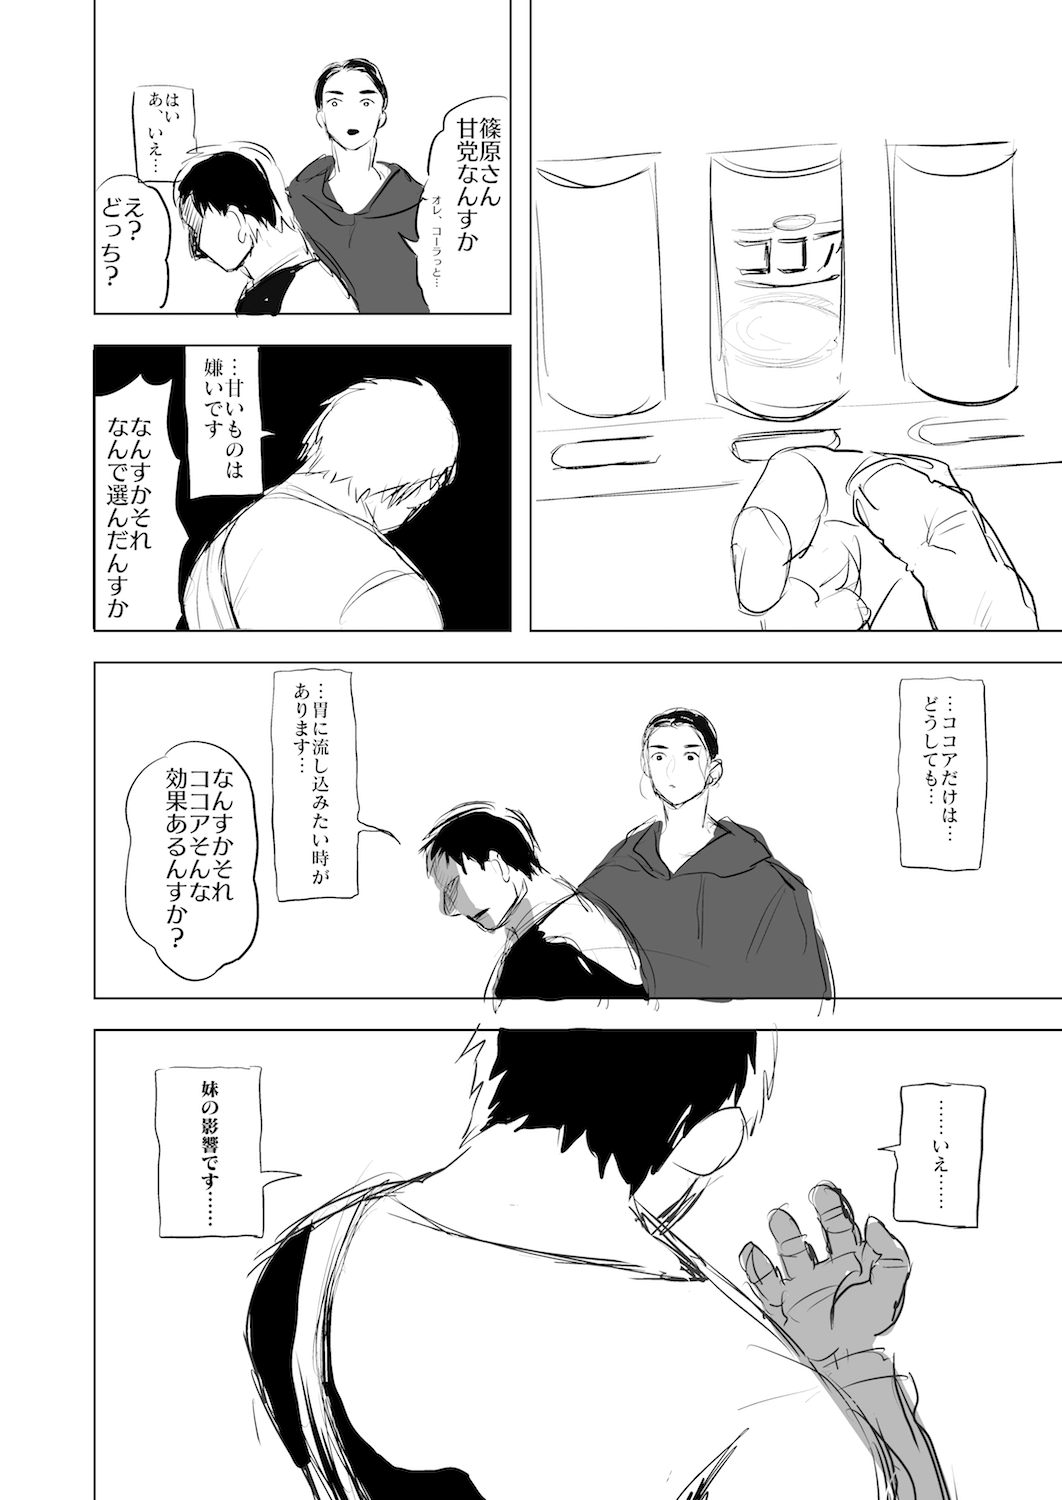 ココア
篠原さん
甘党なんすか
オレ、コーラっと…
はい
あ、いえ…
え？
どっち？
…甘いものは
嫌いです
なんすかそれ
なんで選んだんすか
…ココアだけは…
どうしても…
…胃に流し込みたい時が
あります…
なんすかそれ
ココアそんな
効果あるんすか？
……いえ……
妹の影響です……